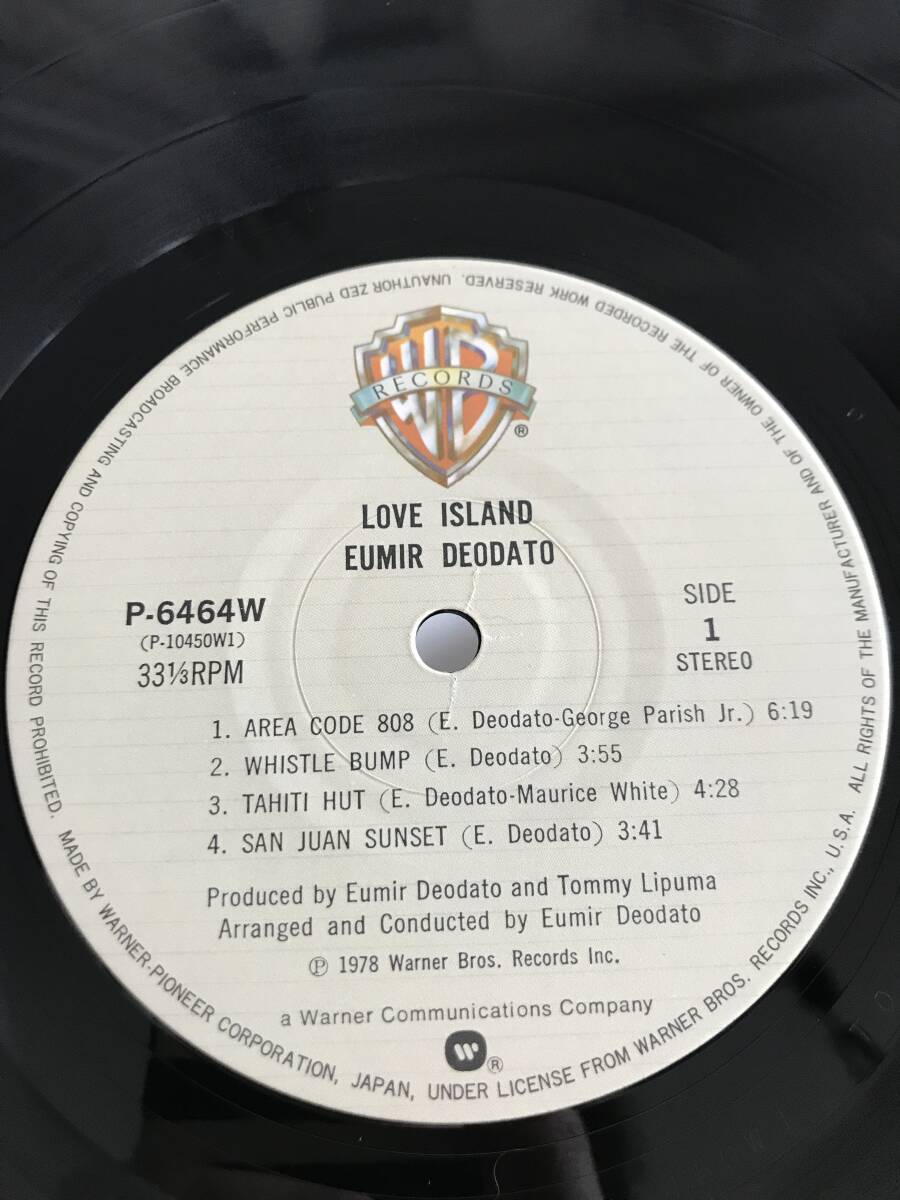 WB
RECORDS
®
LOVE ISLAND
EUMIR DEODATO
P-6464W
(P-10450W1)
33⅓RPM
SIDE
1
STEREO
1. AREA CODE 808 (E. Deodato-George Parish Jr.) 6:19
2. WHISTLE BUMP (E. Deodato) 3:55
3. TAHITI HUT (E. Deodato-Maurice White) 4:28
4. SAN JUAN SUNSET (E. Deodato) 3:41
Produced by Eumir Deodato and Tommy Lipuma
Arranged and Conducted by Eumir Deodato
℗ 1978 Warner Bros. Records Inc.
a Warner Communications Company
W ®
MADE BY WARNER-PIONEER CORPORATION, JAPAN, UNDER LICENSE FROM WARNER BROS. RECORDS INC., U.S.A. ALL RIGHTS OF THE MANUFACTURER AND OF THE OWNER OF THE RECORDED WORK RESERVED. UNAUTHOR ZED PUBLIC PERFORMANCE BROADCASTING AND COPYING OF THIS RECORD PROHIBITED.